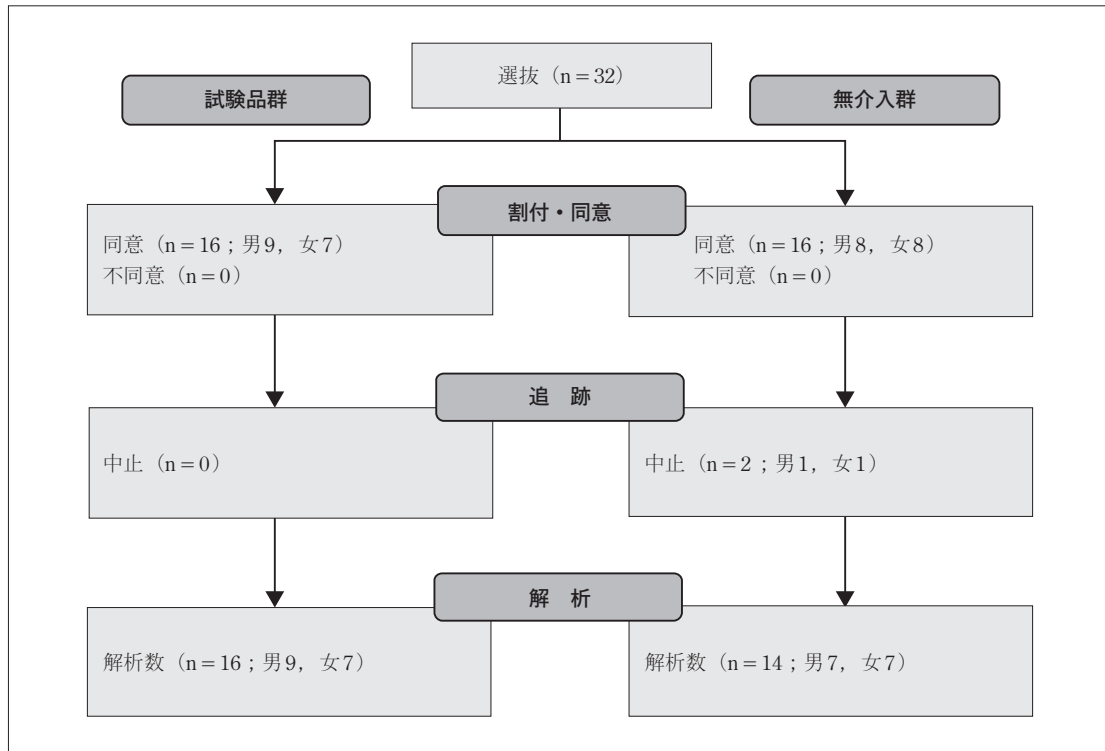 選抜（n＝32）
試験品群
無介入群
割付・同意
同意（n＝16；男9，女7）
不同意（n＝0）
同意（n＝16；男8，女8）
不同意（n＝0）
追　跡
中止（n＝0）
中止（n＝2；男1，女1）
解　析
解析数（n＝16；男9，女7）
解析数（n＝14；男7，女7）